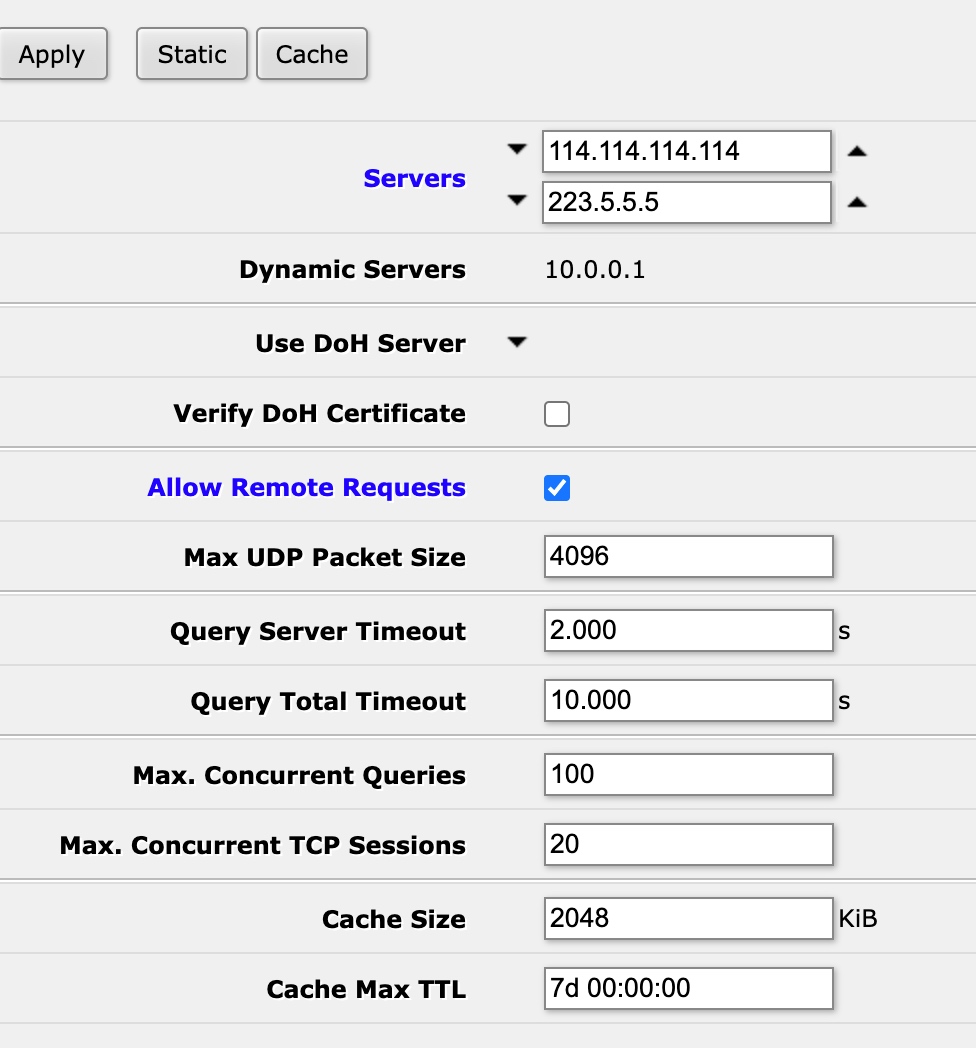 Apply Static Cache
Servers 114.114.114.114
223.5.5.5
Dynamic Servers 10.0.0.1
Use DoH Server
Verify DoH Certificate
Allow Remote Requests
Max UDP Packet Size 4096
Query Server Timeout 2.000 s
Query Total Timeout 10.000 s
Max. Concurrent Queries 100
Max. Concurrent TCP Sessions 20
Cache Size 2048 KiB
Cache Max TTL 7d 00:00:00